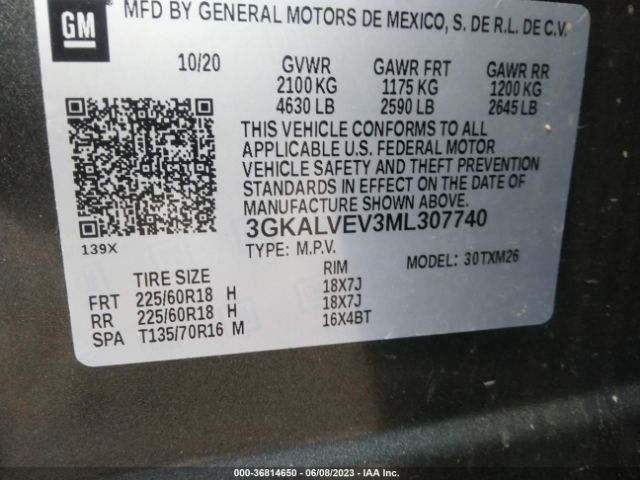 GM
MFD BY GENERAL MOTORS DE MEXICO, S. DE R.L. DE C.V.
10/20 GVWR GAWR FRT GAWR RR
2100 KG 1175 KG 1200 KG
4630 LB 2590 LB 2645 LB
THIS VEHICLE CONFORMS TO ALL
APPLICABLE U.S. FEDERAL MOTOR
VEHICLE SAFETY AND THEFT PREVENTION
STANDARDS IN EFFECT ON THE DATE OF
MANUFACTURE SHOWN ABOVE.
3GKALVEV3ML307740
139X TYPE: M.P.V. MODEL: 30TXM26
TIRE SIZE RIM
FRT 225/60R18 H 18X7J
RR 225/60R18 H 18X7J
SPA T135/70R16 M 16X4BT
000-36814650 - 06/08/2023 - IAA Inc.